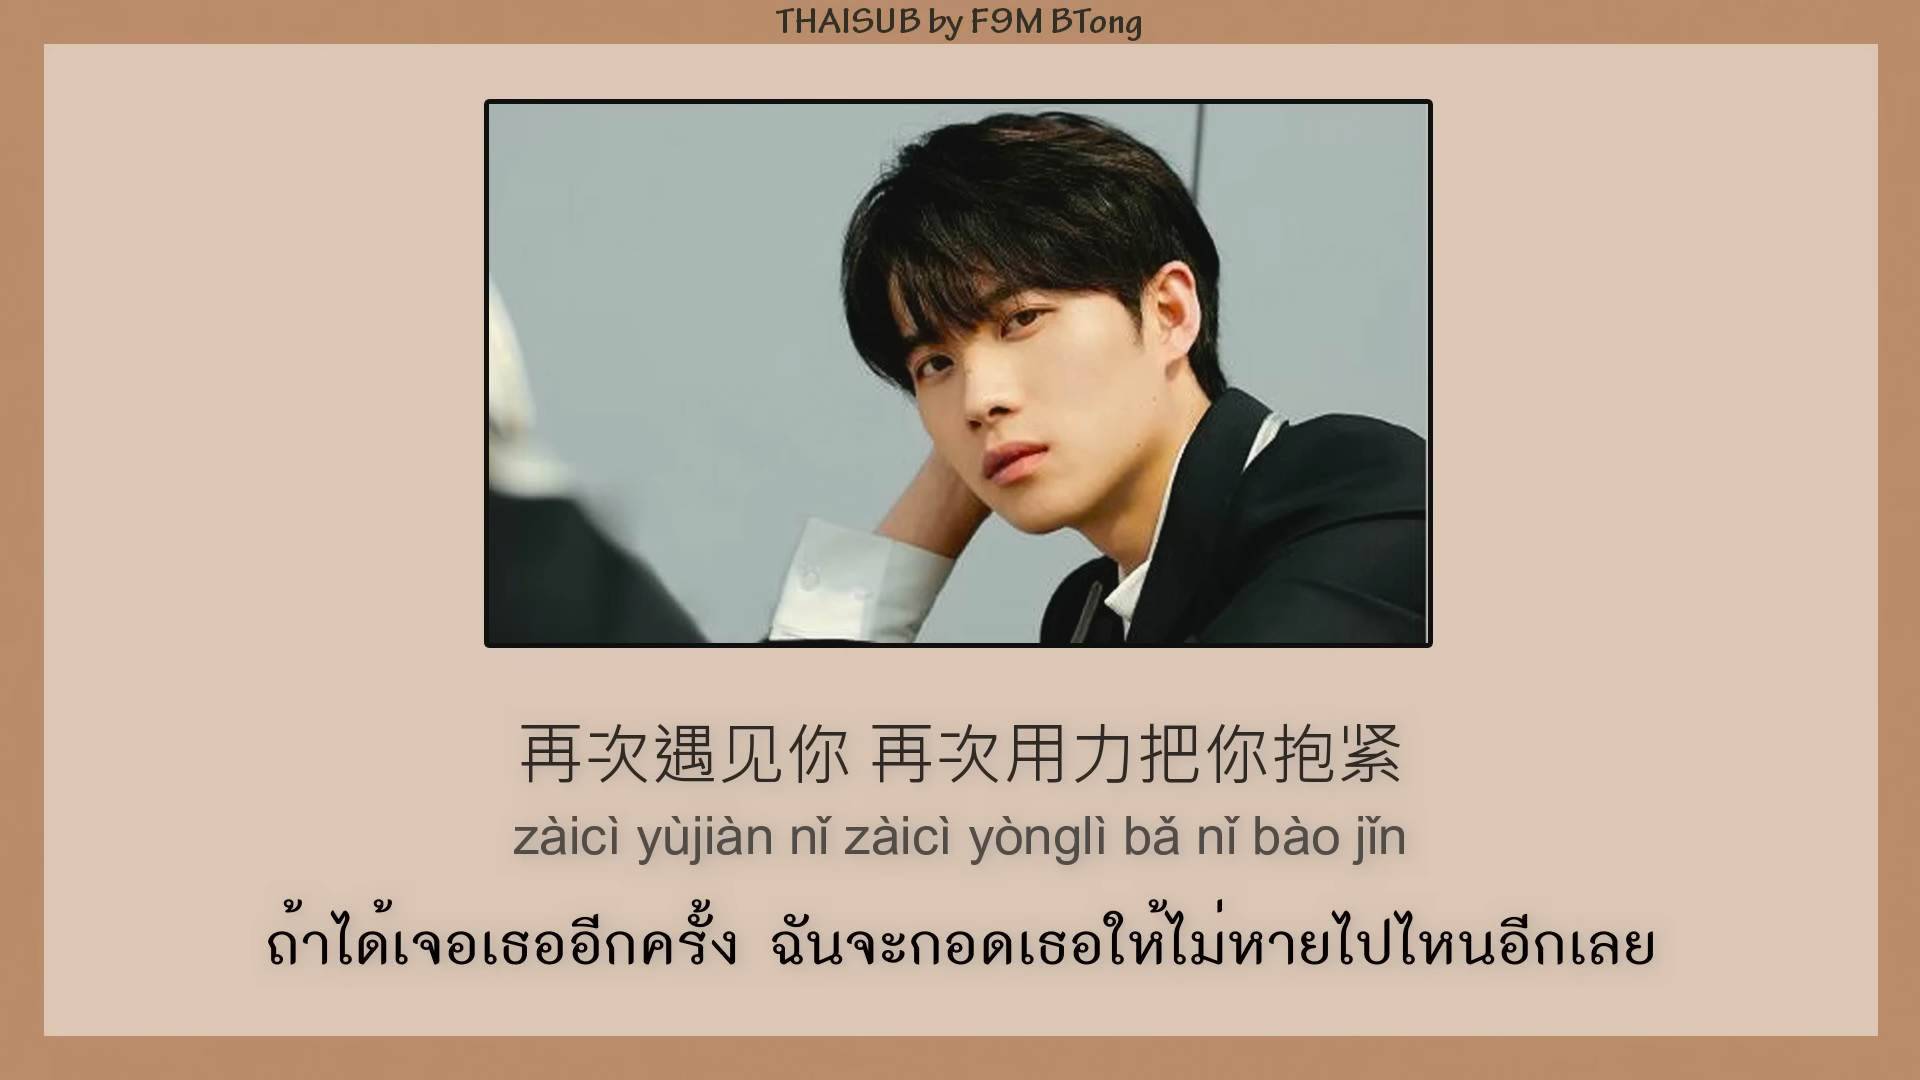 THAISUB by F9M BTong
再次遇见你 再次用力把你抱紧
zàicì yùjiàn nǐ zàicì yònglì bǎ nǐ bào jǐn
ถ้าได้เจอเธออีกครั้ง ฉันจะกอดเธอให้ไม่หายไปไหนอีกเลย